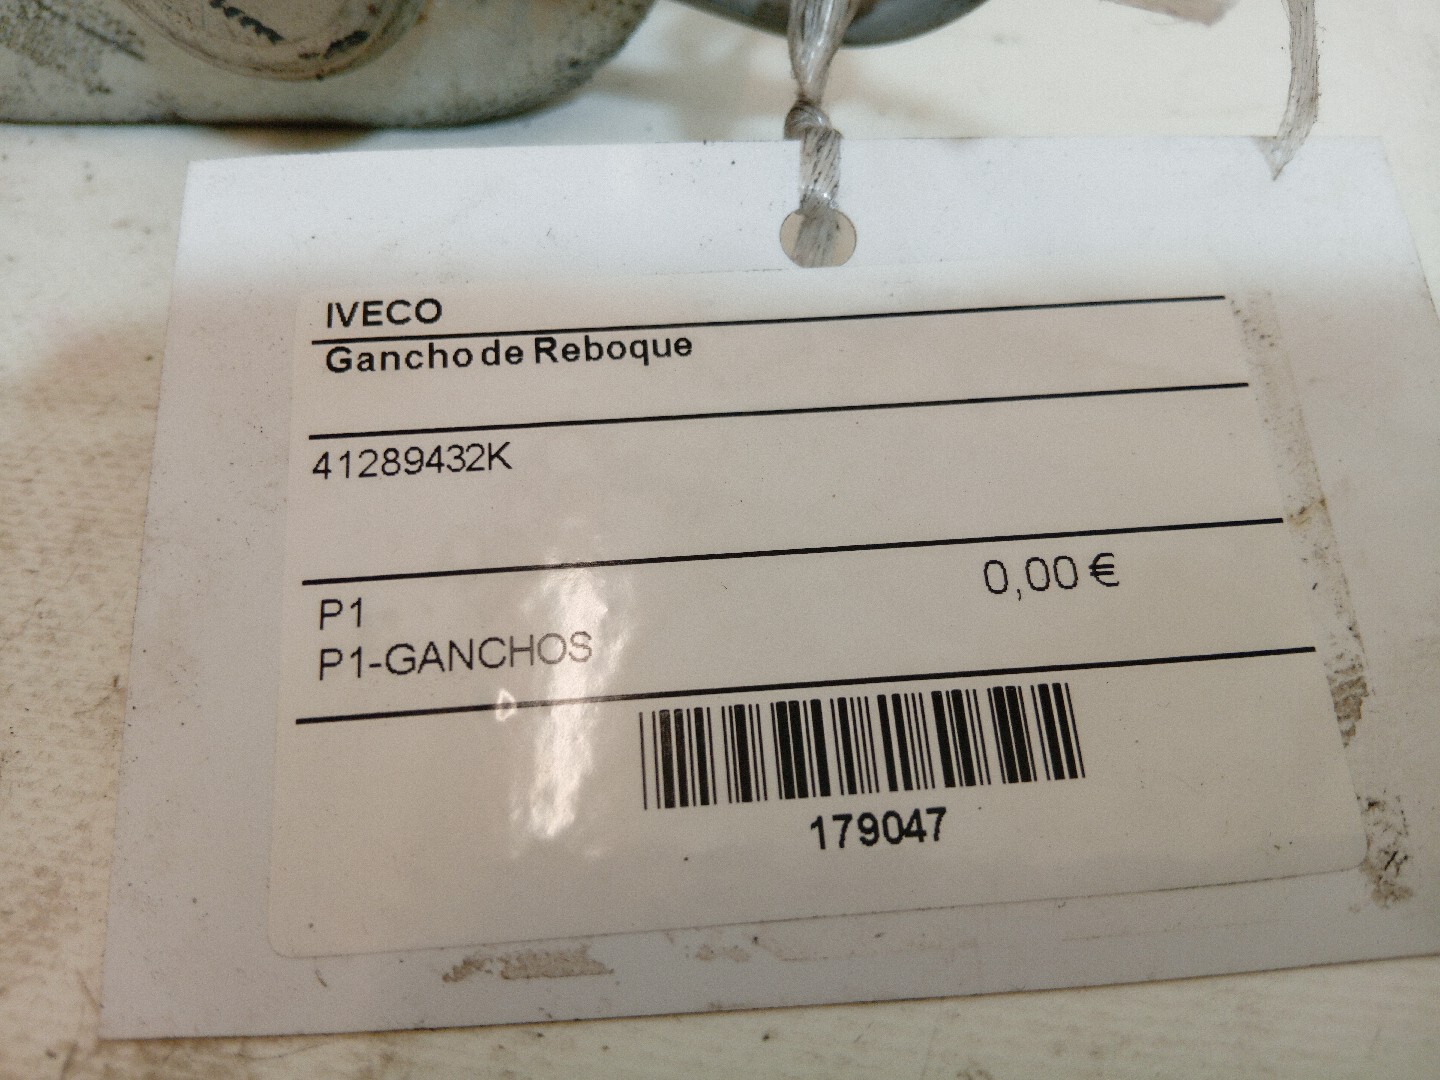 IVECO
Gancho de Reboque
41289432K
0,00 €
P1
P1-GANCHOS
179047